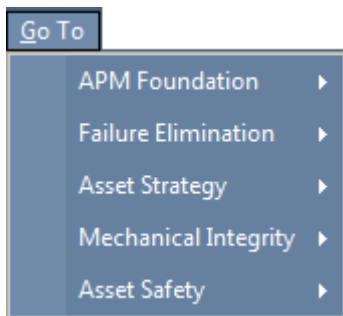 Go To
APM Foundation
Failure Elimination
Asset Strategy
Mechanical Integrity
Asset Safety